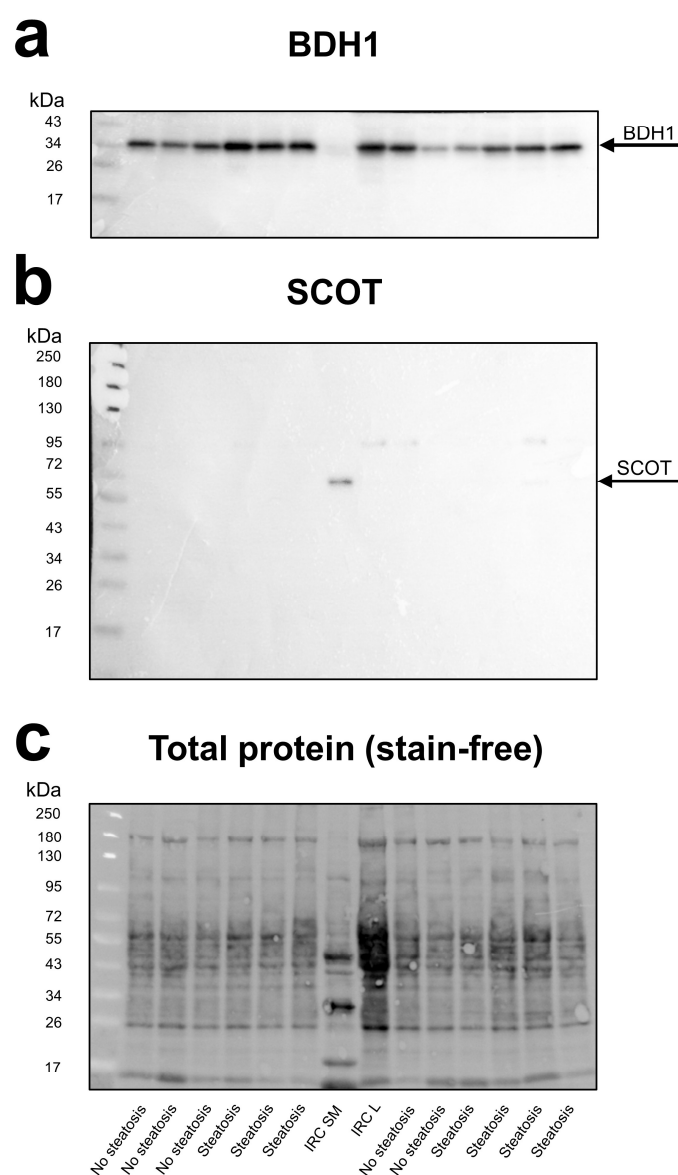 a
BDH1
kDa
43
34
26
17
BDH1
b
SCOT
kDa
250
180
130
95
72
55
43
34
26
17
SCOT
c
Total protein (stain-free)
kDa
250
180
130
95
72
55
43
34
26
17
No steatosis
No steatosis
No steatosis
Steatosis
Steatosis
Steatosis
IRC SM
IRC L
No steatosis
No steatosis
Steatosis
Steatosis
Steatosis
Steatosis